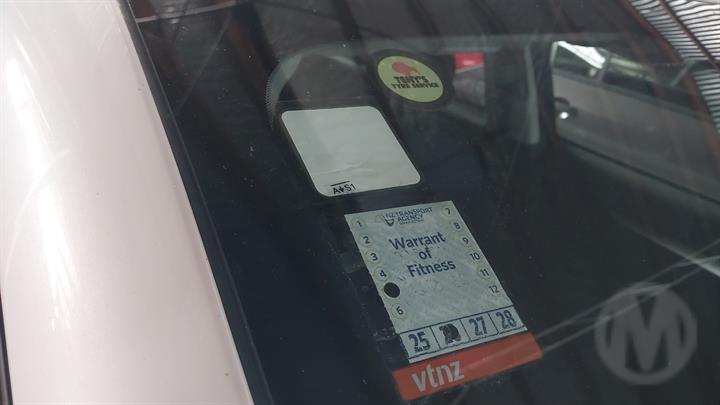 TONY'S
TYRE SERVICE
A S1
NZ TRANSPORT
AGENCY
1 7
2 8
3 9
4 10
11
6 12
Warrant
of
Fitness
25 27 28
vtnz
M